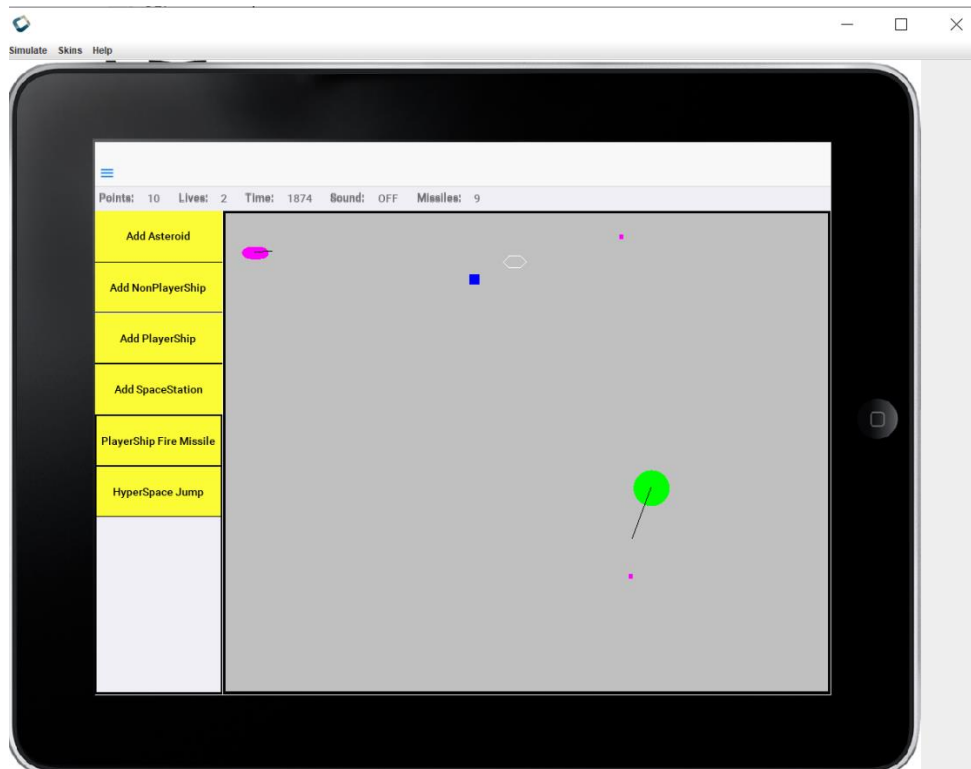 Simulate Skins Help
Points: 10 Lives: 2 Time: 1874 Sound: OFF Missiles: 9
Add Asteroid
Add NonPlayerShip
Add PlayerShip
Add SpaceStation
PlayerShip Fire Missile
HyperSpace Jump